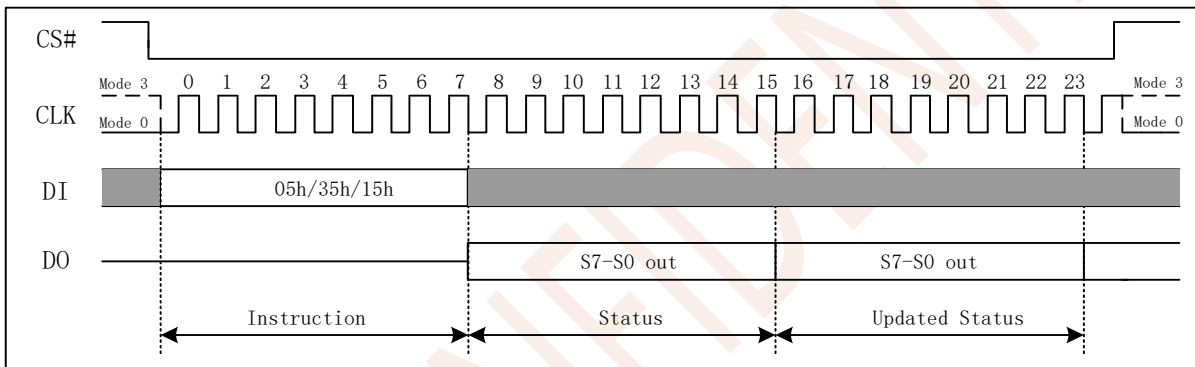 CS#
Mode 3 0 1 2 3 4 5 6 7 8 9 10 11 12 13 14 15 16 17 18 19 20 21 22 23 Mode 3
CLK
Mode 0 Mode 0
DI 05h/35h/15h
DO S7-S0 out S7-S0 out
Instruction Status Updated Status